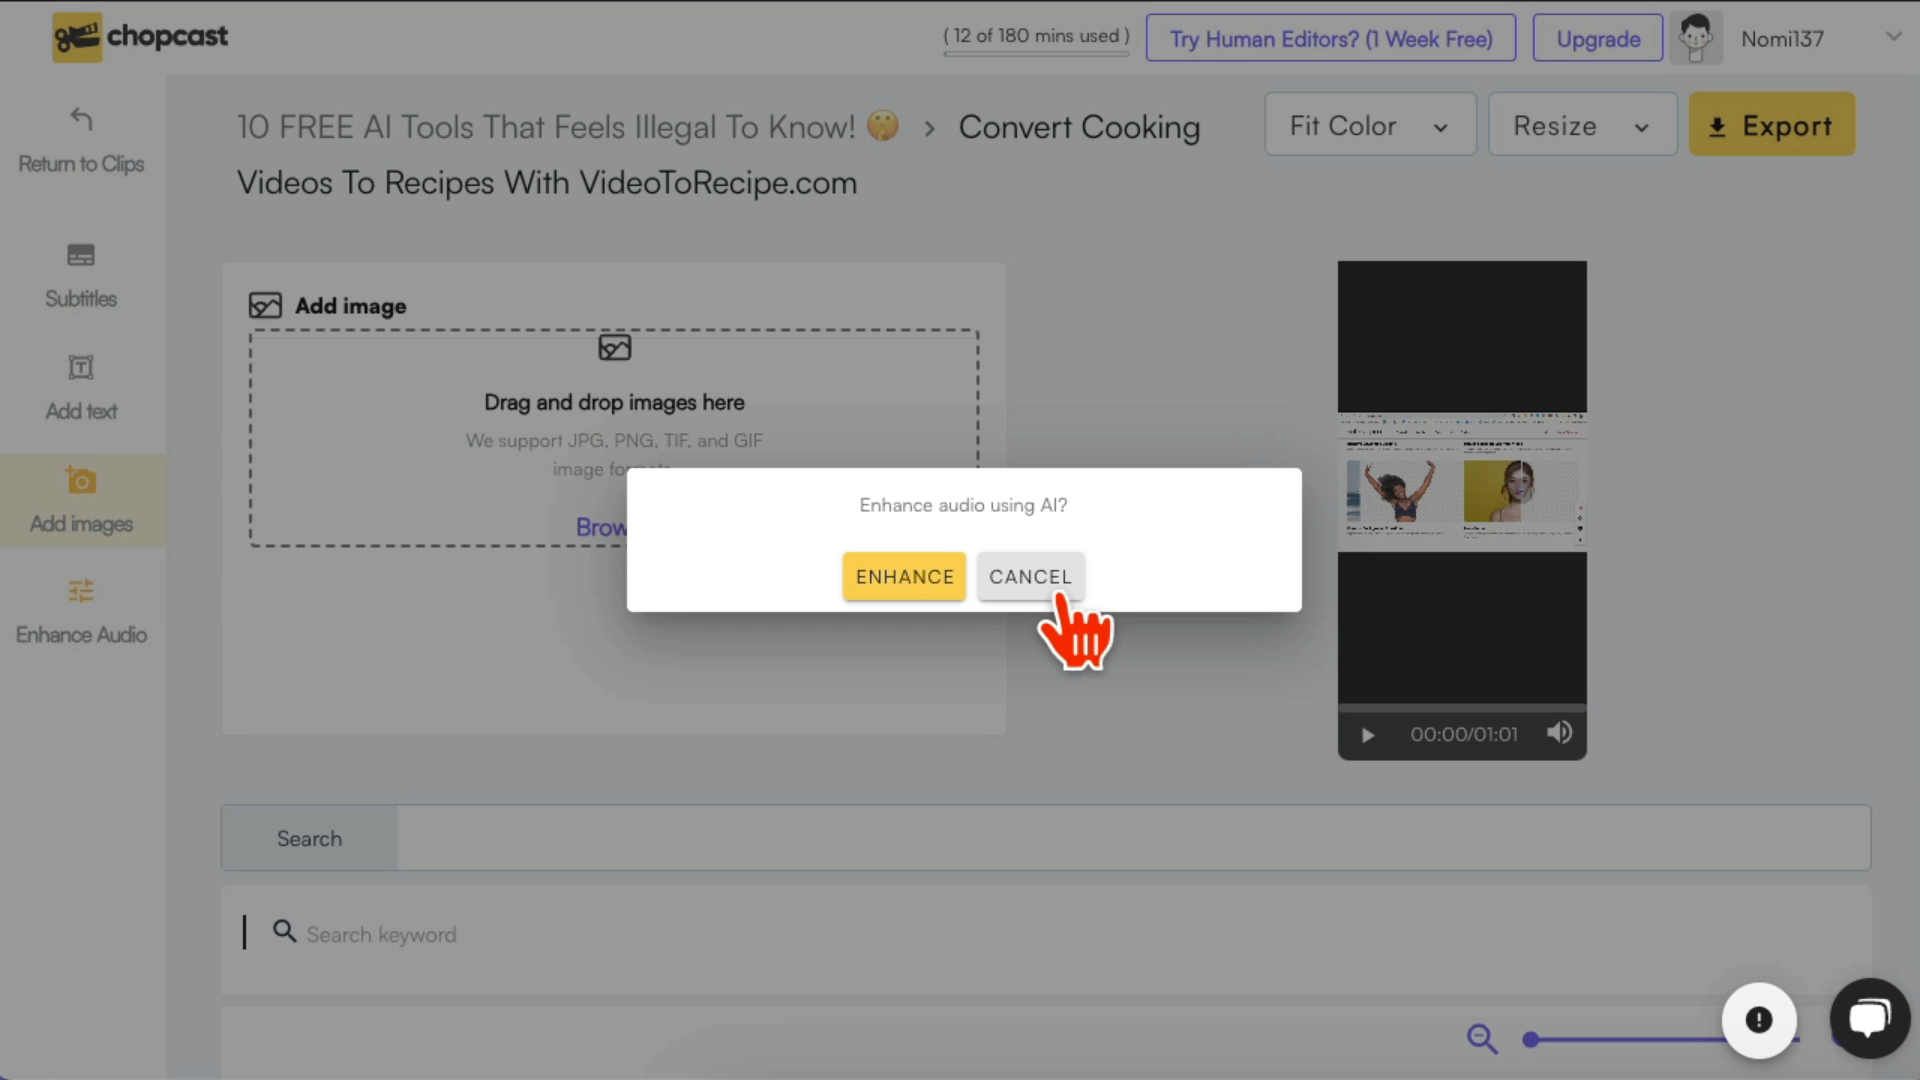 chopcast
( 12 of 180 mins used )
Try Human Editors? (1 Week Free)
Upgrade
Nomi137
Return to Clips
Subtitles
Add text
Add images
Enhance Audio
10 FREE AI Tools That Feels Illegal To Know! 🤫 > Convert Cooking
Videos To Recipes With VideoToRecipe.com
Fit Color
Resize
Export
Add image
Drag and drop images here
We support JPG, PNG, TIF, and GIF
image
Brow
Enhance audio using AI?
ENHANCE
CANCEL
00:00/01:01
Search
Search keyword